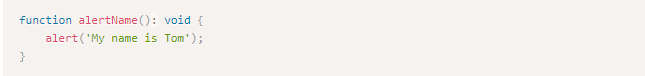 function alertName(): void {
    alert('My name is Tom');
}